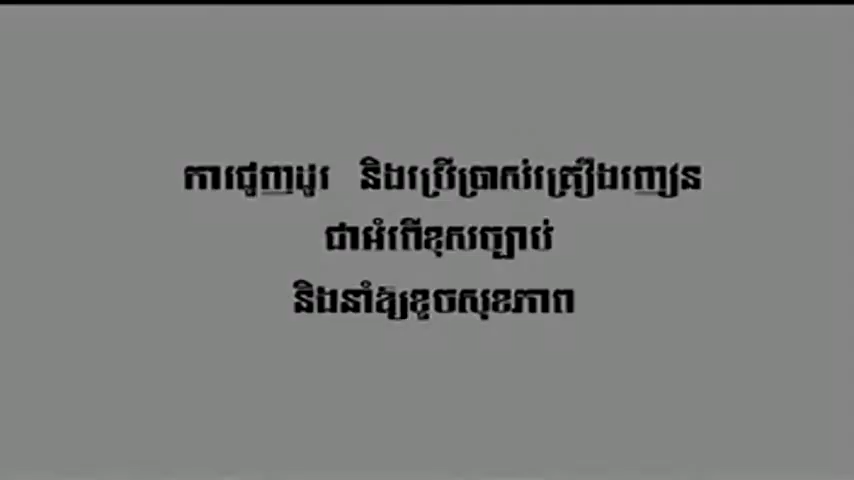 ការជួញដូរ និងប្រើប្រាក់គ្រឿងញៀន
ជាអំពើខុសច្បាប់
និងនាំឱ្យខូចសុខភាព